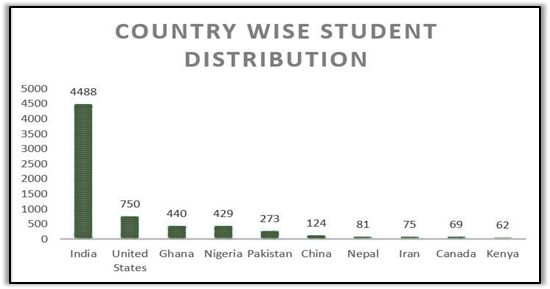 COUNTRY WISE STUDENT
DISTRIBUTION
5000
4500
4000
3500
3000
2500
2000
1500
1000
500
0
4488
750
440
429
273
124
81
75
69
62
India
United
States
Ghana
Nigeria
Pakistan
China
Nepal
Iran
Canada
Kenya